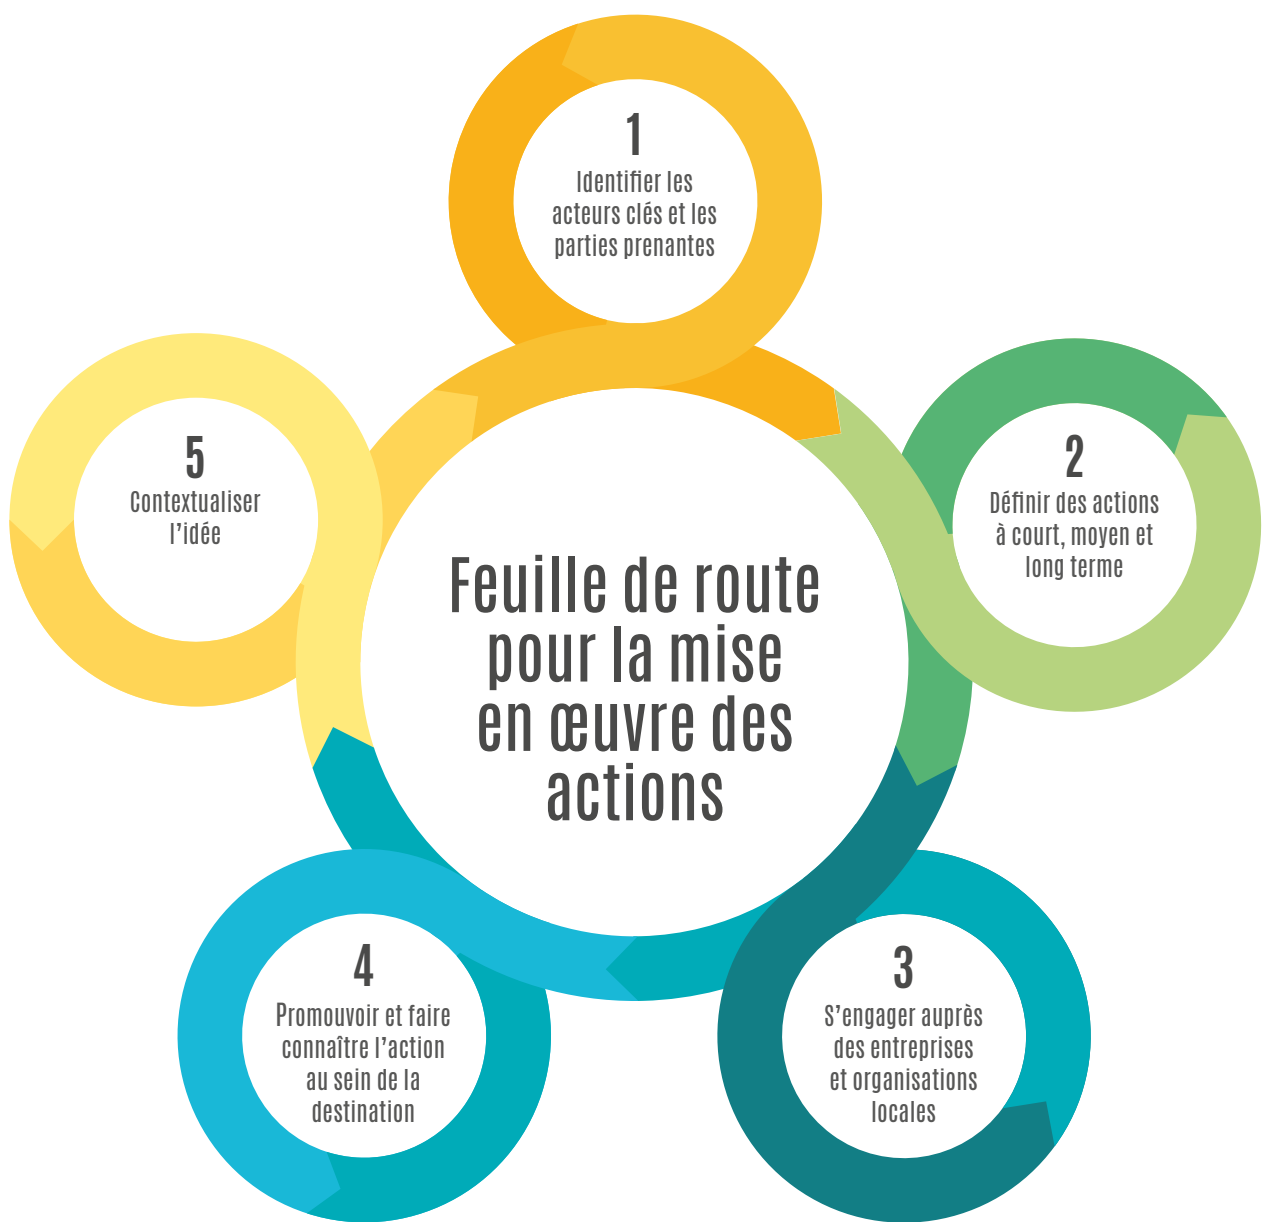 1
Identifier les
acteurs clés et les
parties prenantes
2
Définir des actions
à court, moyen et
long terme
5
Contextualiser
l’idée
Feuille de route
pour la mise
en œuvre des
actions
4
Promouvoir et faire
connaître l’action
au sein de la
destination
3
S’engager auprès
des entreprises
et organisations
locales